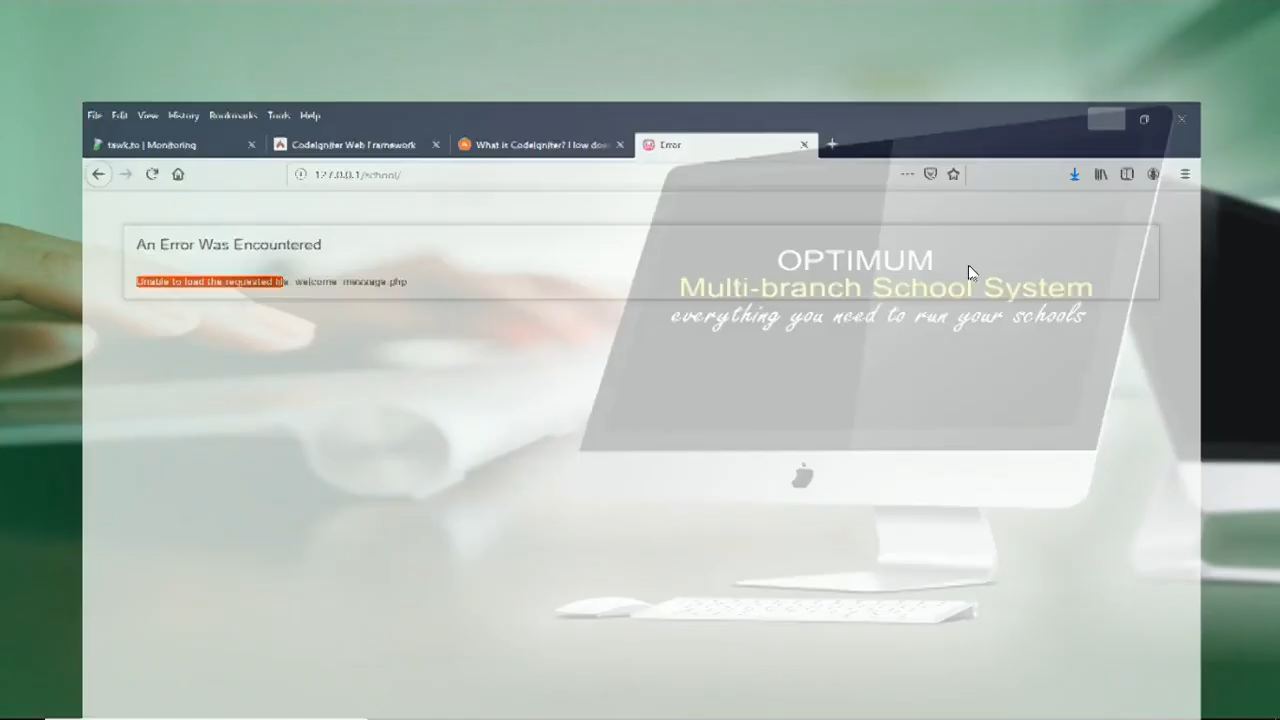 File Edit View History Bookmarks Tools Help
tawk.to | Monitoring
CodeIgniter Web Framework
What is CodeIgniter? How does
Error
127.0.0.1/school/
An Error Was Encountered
Unable to load the requested file: welcome_message.php
OPTIMUM
Multi-branch School System
everything you need to run your schools